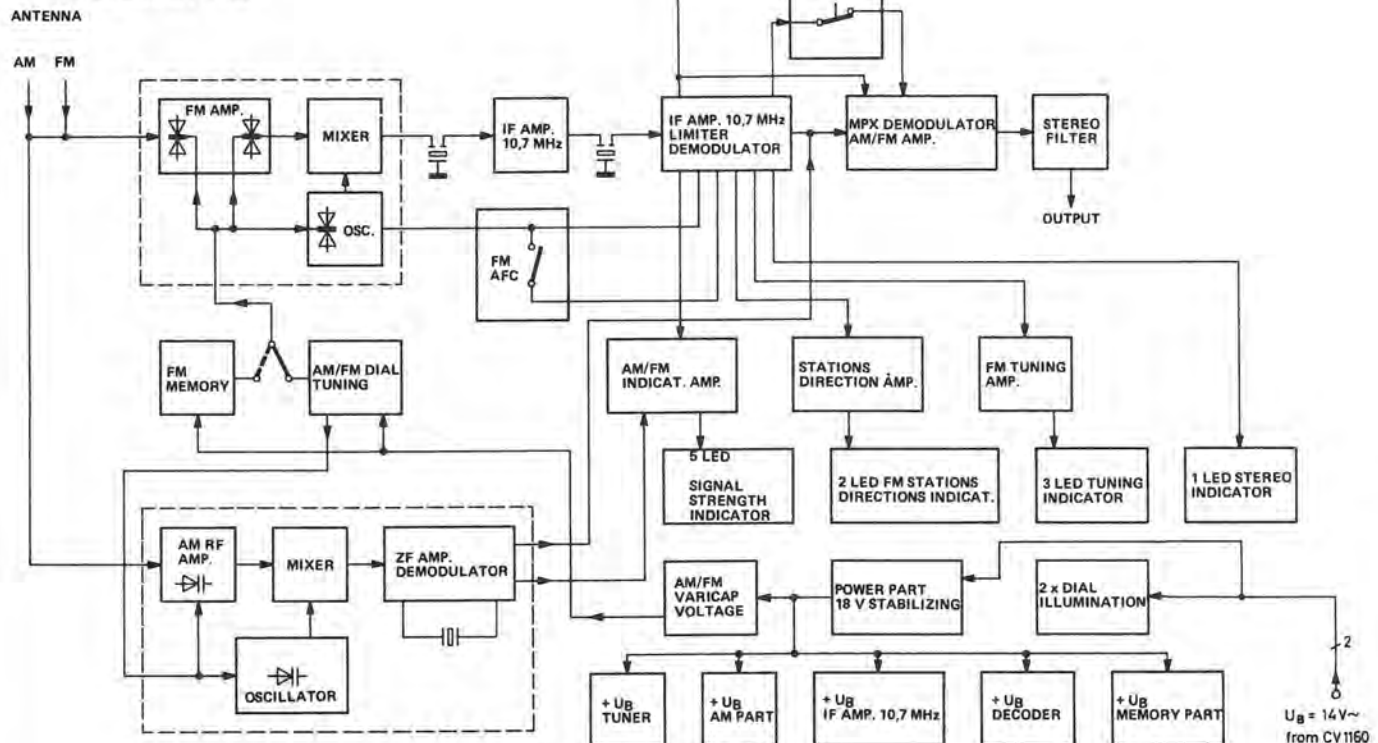 ANTENNA
AM FM
FM AMP.
MIXER
IF AMP.
10,7 MHz
IF AMP. 10,7 MHz
LIMITER
DEMODULATOR
MPX DEMODULATOR
AM/FM AMP.
STEREO
FILTER
OSC.
OUTPUT
FM
AFC
FM
MEMORY
AM/FM DIAL
TUNING
AM/FM
INDICAT. AMP.
STATIONS
DIRECTION AMP.
FM TUNING
AMP.
5 LED
SIGNAL
STRENGTH
INDICATOR
2 LED FM STATIONS
DIRECTIONS INDICAT.
3 LED TUNING
INDICATOR
1 LED STEREO
INDICATOR
AM RF
AMP.
MIXER
ZF AMP.
DEMODULATOR
OSCILLATOR
AM/FM
VARICAP
VOLTAGE
POWER PART
18 V STABILIZING
2 x DIAL
ILLUMINATION
2
+ UB
TUNER
+ UB
AM PART
+ UB
IF AMP. 10,7 MHz
+ UB
DECODER
+ UB
MEMORY PART
UB = 14V~
from CV1160